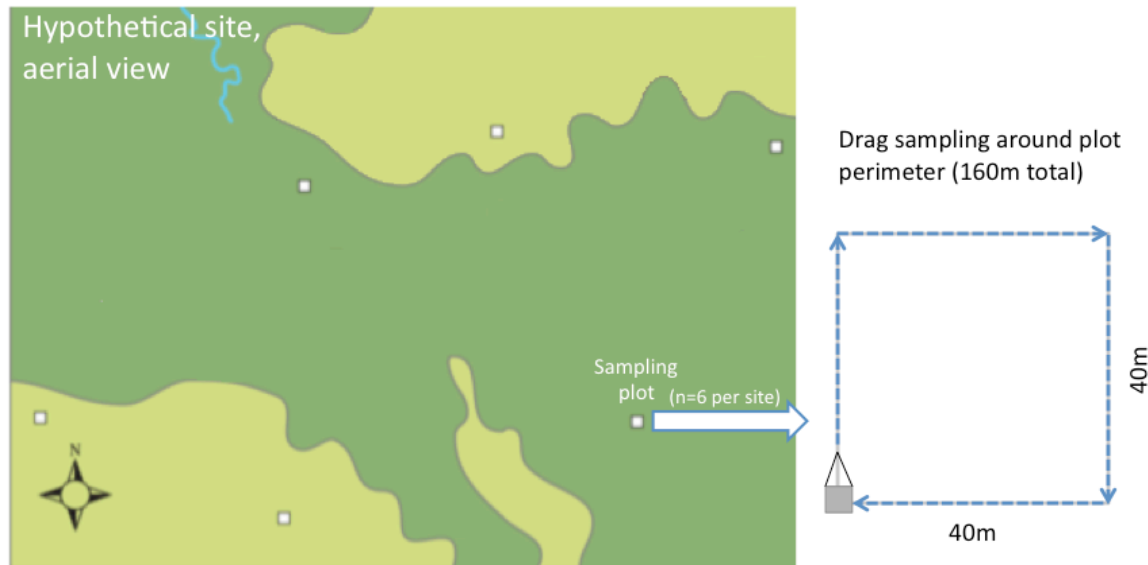 Hypothetical site,
aerial view
Drag sampling around plot
perimeter (160m total)
Sampling
plot (n=6 per site)
40m
N
40m